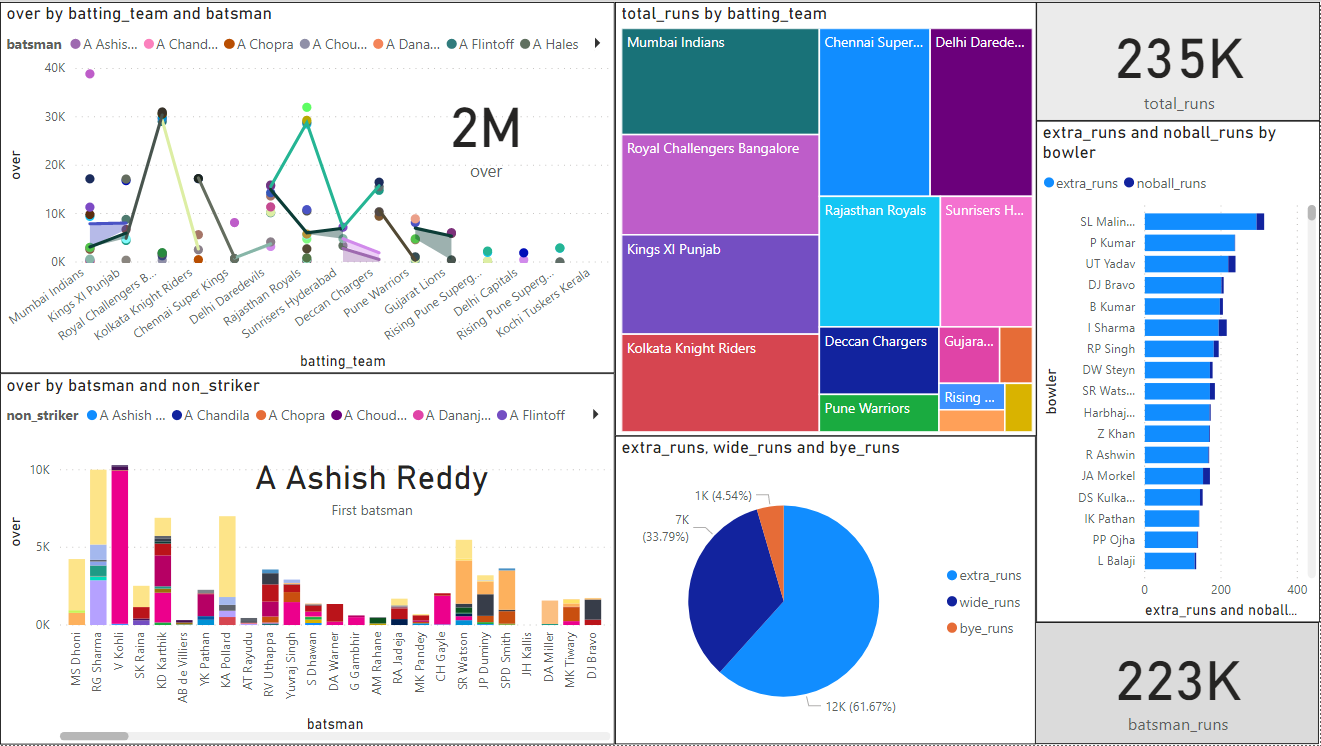 over by batting_team and batsman
batsman A Ashis... A Chand... A Chopra A Chou... A Dana... A Flintoff A Hales
40K
30K
20K
10K
0K
over
2M
over
Mumbai Indians
Kings XI Punjab
Royal Challengers B...
Kolkata Knight Riders
Chennai Super Kings
Delhi Daredevils
Rajasthan Royals
Sunrisers Hyderabad
Deccan Chargers
Pune Warriors
Gujarat Lions
Rising Pune Superg...
Delhi Capitals
Rising Pune Superg...
Kochi Tuskers Kerala
batting_team
over by batsman and non_striker
non_striker A Ashish ... A Chandila A Chopra A Choud... A Dananj... A Flintoff
10K
5K
0K
over
A Ashish Reddy
First batsman
MS Dhoni
RG Sharma
V Kohli
SK Raina
KD Karthik
AB de Villiers
YK Pathan
KA Pollard
AT Rayudu
RV Uthappa
Yuvraj Singh
S Dhawan
DA Warner
G Gambhir
AM Rahane
RA Jadeja
MK Pandey
CH Gayle
SR Watson
JP Duminy
SPD Smith
JH Kallis
DA Miller
MK Tiwary
DJ Bravo
batsman
total_runs by batting_team
Mumbai Indians
Royal Challengers Bangalore
Kings XI Punjab
Kolkata Knight Riders
Chennai Super...
Delhi Darede...
Rajasthan Royals
Sunrisers H...
Deccan Chargers
Pune Warriors
Gujara...
Rising ...
extra_runs, wide_runs and bye_runs
1K (4.54%)
7K
(33.79%)
12K (61.67%)
extra_runs
wide_runs
bye_runs
235K
total_runs
extra_runs and noball_runs by
bowler
extra_runs noball_runs
bowler
SL Malin...
P Kumar
UT Yadav
DJ Bravo
B Kumar
I Sharma
RP Singh
DW Steyn
SR Wats...
Harbhaj...
Z Khan
R Ashwin
JA Morkel
DS Kulka...
IK Pathan
PP Ojha
L Balaji
0 200 400
extra_runs and noball...
223K
batsman_runs